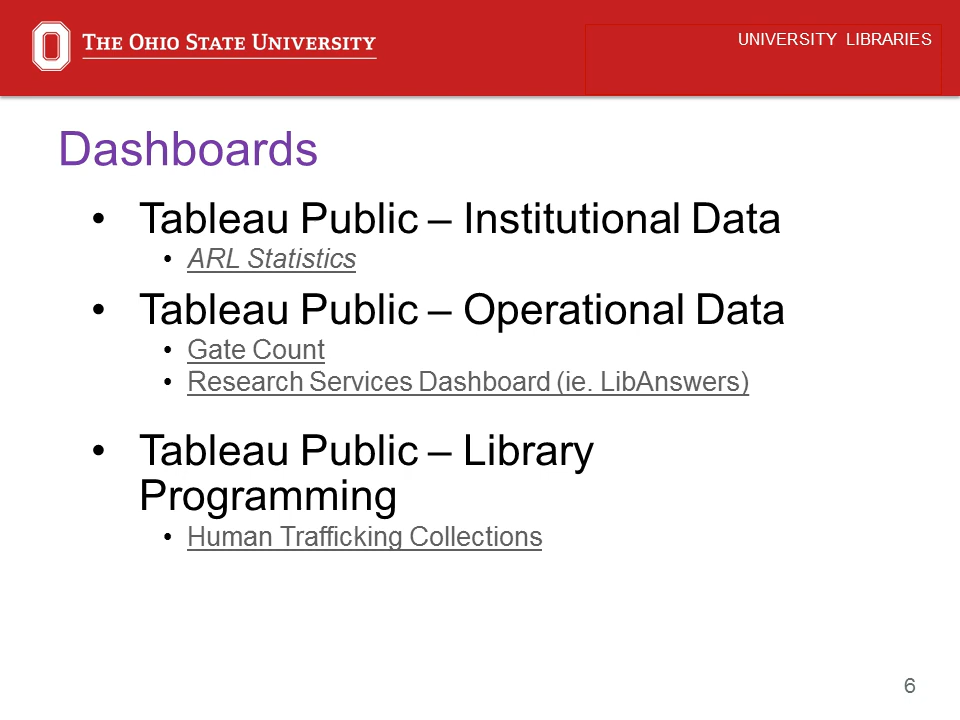 THE OHIO STATE UNIVERSITY
UNIVERSITY LIBRARIES
Dashboards
• Tableau Public – Institutional Data
• ARL Statistics
• Tableau Public – Operational Data
• Gate Count
• Research Services Dashboard (ie. LibAnswers)
• Tableau Public – Library
Programming
• Human Trafficking Collections
6